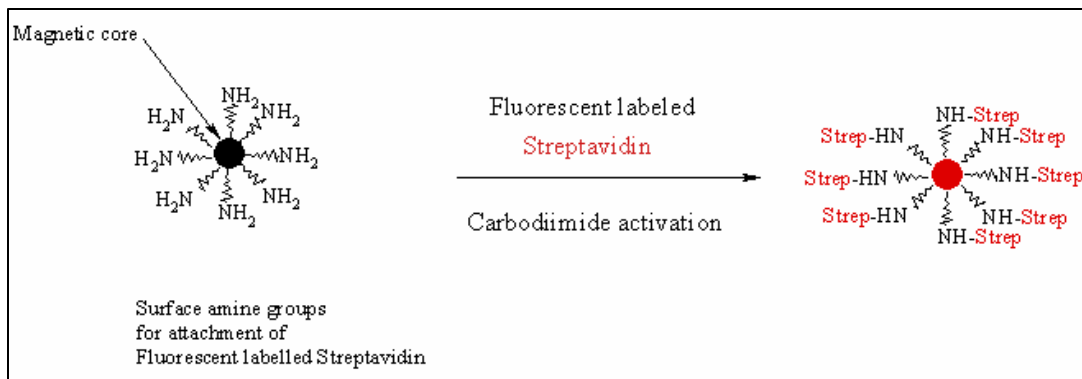 Magnetic core
NH₂
H₂N
NH₂
H₂N
NH₂
H₂N
NH₂
NH₂
Fluorescent labeled
Streptavidin
Carbodiimide activation
NH-Strep
Strep-HN
NH-Strep
Strep-HN
NH-Strep
Strep-HN
NH-Strep
NH-Strep
Surface amine groups
for attachment of
Fluorescent labelled Streptavidin